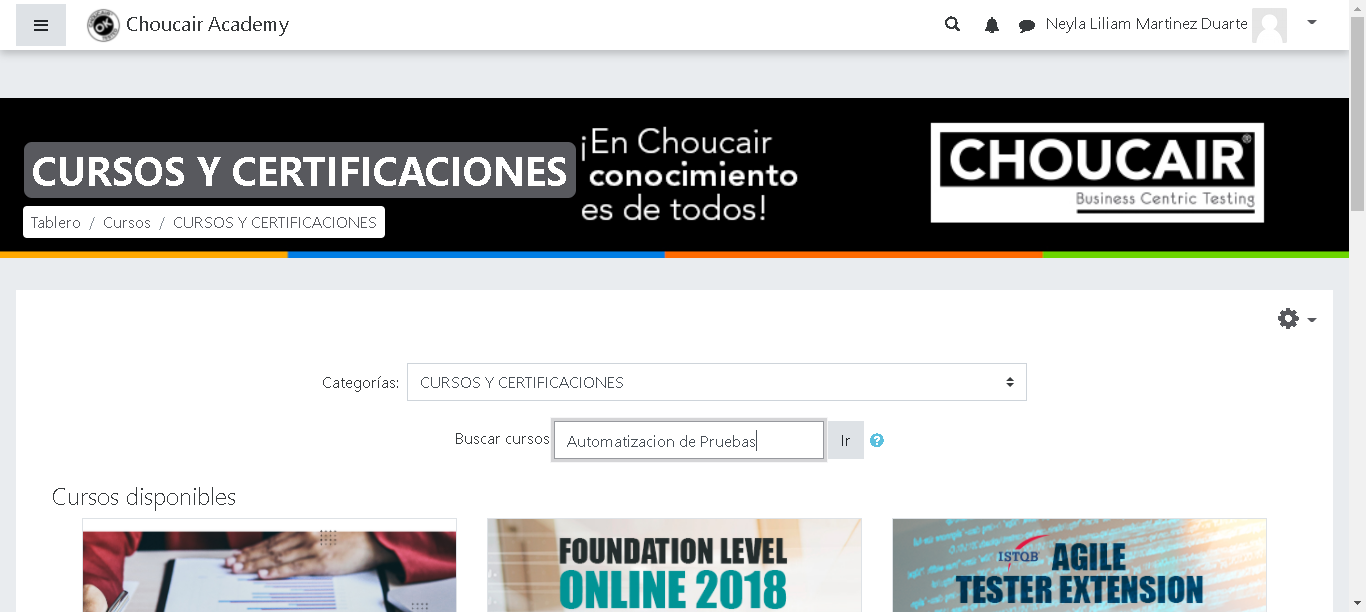 Choucair Academy
Neyla Liliam Martinez Duarte
CURSOS Y CERTIFICACIONES
¡En Choucair
conocimiento
es de todos!
CHOUCAIR®
Business Centric Testing
Tablero / Cursos / CURSOS Y CERTIFICACIONES
Categorías: CURSOS Y CERTIFICACIONES
Buscar cursos Automatizacion de Pruebas Ir
Cursos disponibles
FOUNDATION LEVEL
ONLINE 2018
ISTQB AGILE
TESTER EXTENSION